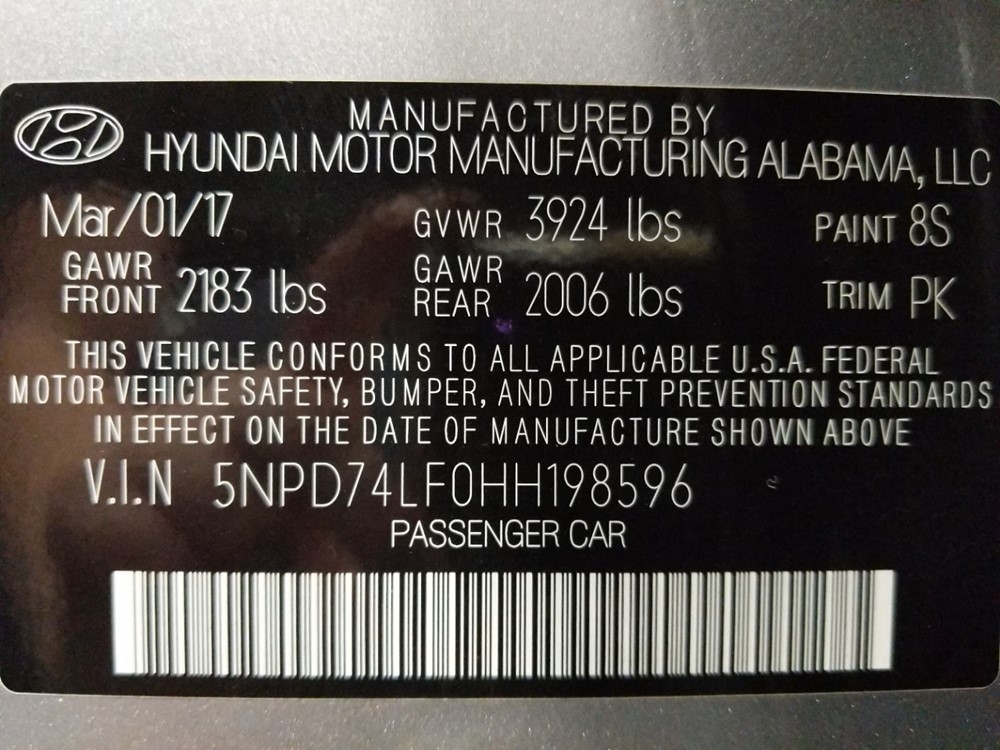 MANUFACTURED BY
HYUNDAI MOTOR MANUFACTURING ALABAMA, LLC
Mar/01/17 GVWR 3924 lbs PAINT 8S
GAWR FRONT 2183 lbs GAWR REAR 2006 lbs TRIM PK
THIS VEHICLE CONFORMS TO ALL APPLICABLE U.S.A. FEDERAL
MOTOR VEHICLE SAFETY, BUMPER, AND THEFT PREVENTION STANDARDS
IN EFFECT ON THE DATE OF MANUFACTURE SHOWN ABOVE
V.I.N 5NPD74LF0HH198596
PASSENGER CAR